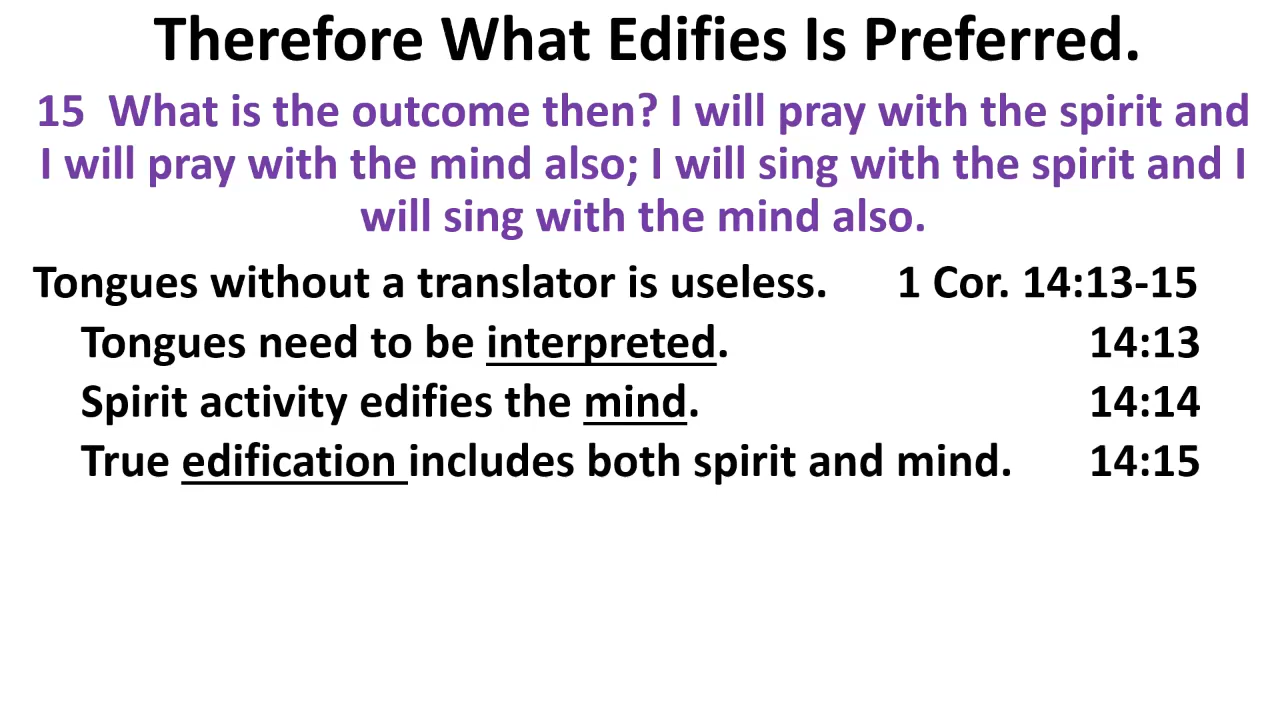 Therefore What Edifies Is Preferred.
15  What is the outcome then? I will pray with the spirit and
I will pray with the mind also; I will sing with the spirit and I
will sing with the mind also.
Tongues without a translator is useless. 1 Cor. 14:13-15
Tongues need to be interpreted. 14:13
Spirit activity edifies the mind. 14:14
True edification includes both spirit and mind. 14:15